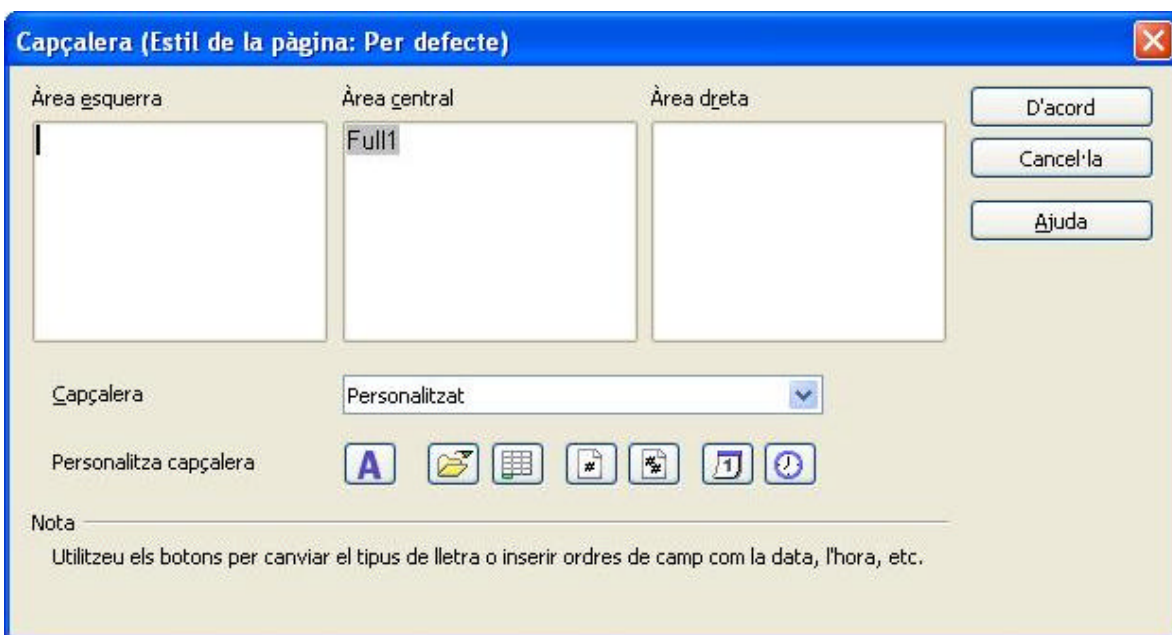 Capçalera (Estil de la pàgina: Per defecte)
Àrea esquerra
Àrea central
Àrea dreta
Full1
D'acord
Cancel·la
Ajuda
Capçalera
Personalitzat
Personalitza capçalera
Nota
Utilitzeu els botons per canviar el tipus de lletra o inserir ordres de camp com la data, l'hora, etc.